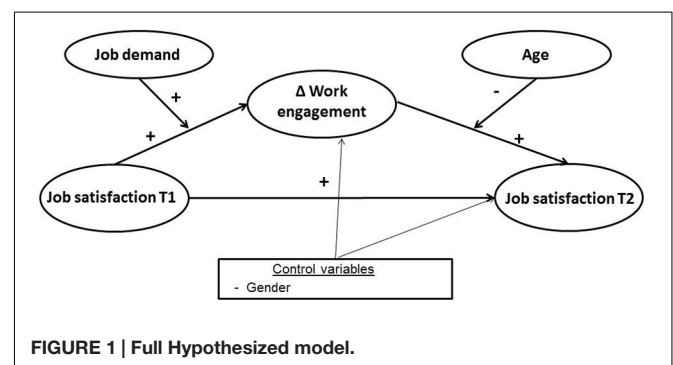 Job demand
Age
Δ Work
engagement
+
-
+
+
Job satisfaction T1
+
Job satisfaction T2
Control variables
- Gender
FIGURE 1 | Full Hypothesized model.